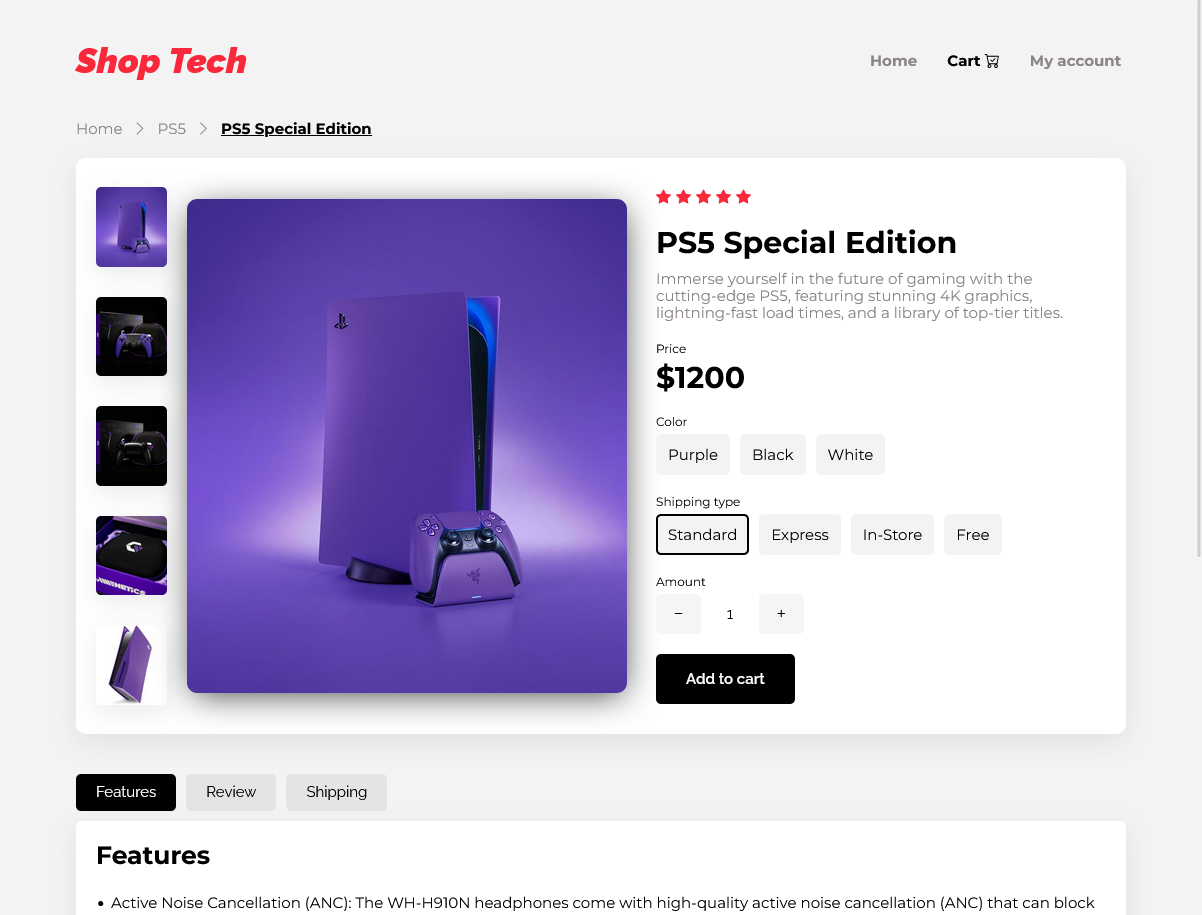 Shop Tech
Home
Cart
My account
Home
PS5
PS5 Special Edition
PS5 Special Edition
Immerse yourself in the future of gaming with the
cutting-edge PS5, featuring stunning 4K graphics,
lightning-fast load times, and a library of top-tier titles.
Price
$1200
Color
Purple
Black
White
Shipping type
Standard
Express
In-Store
Free
Amount
−
1
+
Add to cart
Features
Review
Shipping
Features
• Active Noise Cancellation (ANC): The WH-H910N headphones come with high-quality active noise cancellation (ANC) that can block